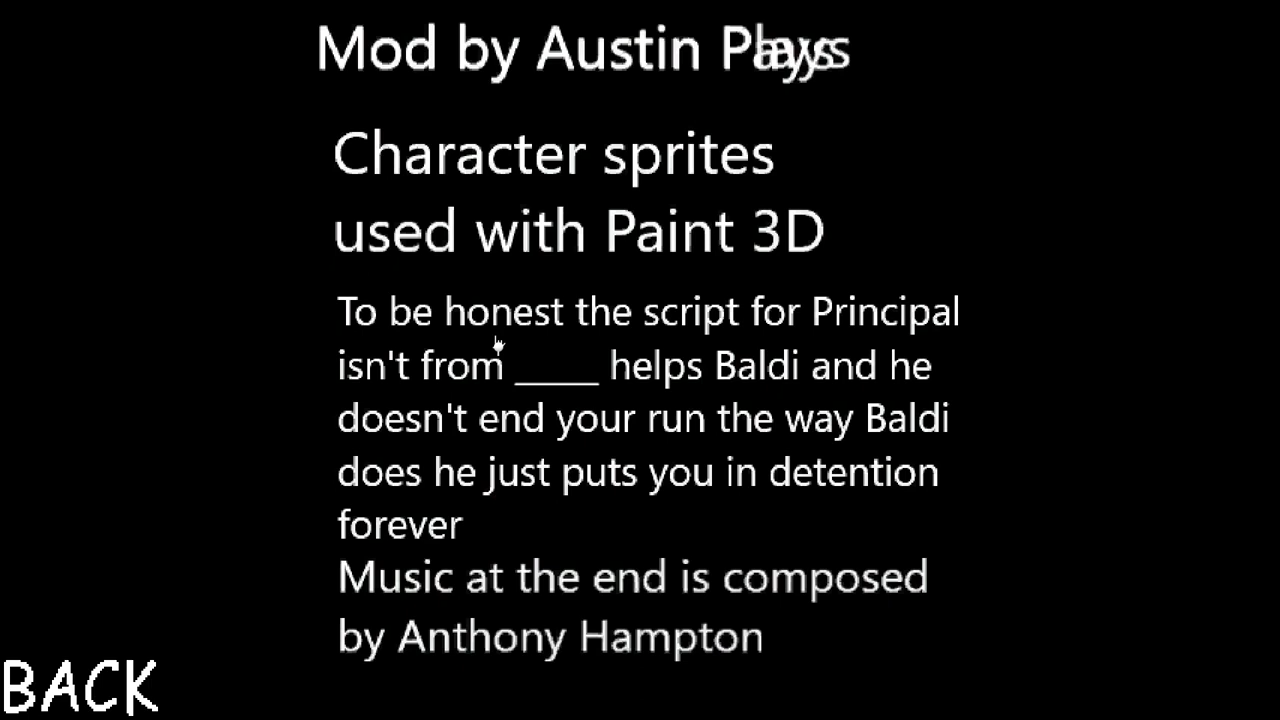 Mod by Austin Plays
Character sprites
used with Paint 3D
To be honest the script for Principal
isn't from _____ helps Baldi and he
doesn't end your run the way Baldi
does he just puts you in detention
forever
Music at the end is composed
by Anthony Hampton
BACK